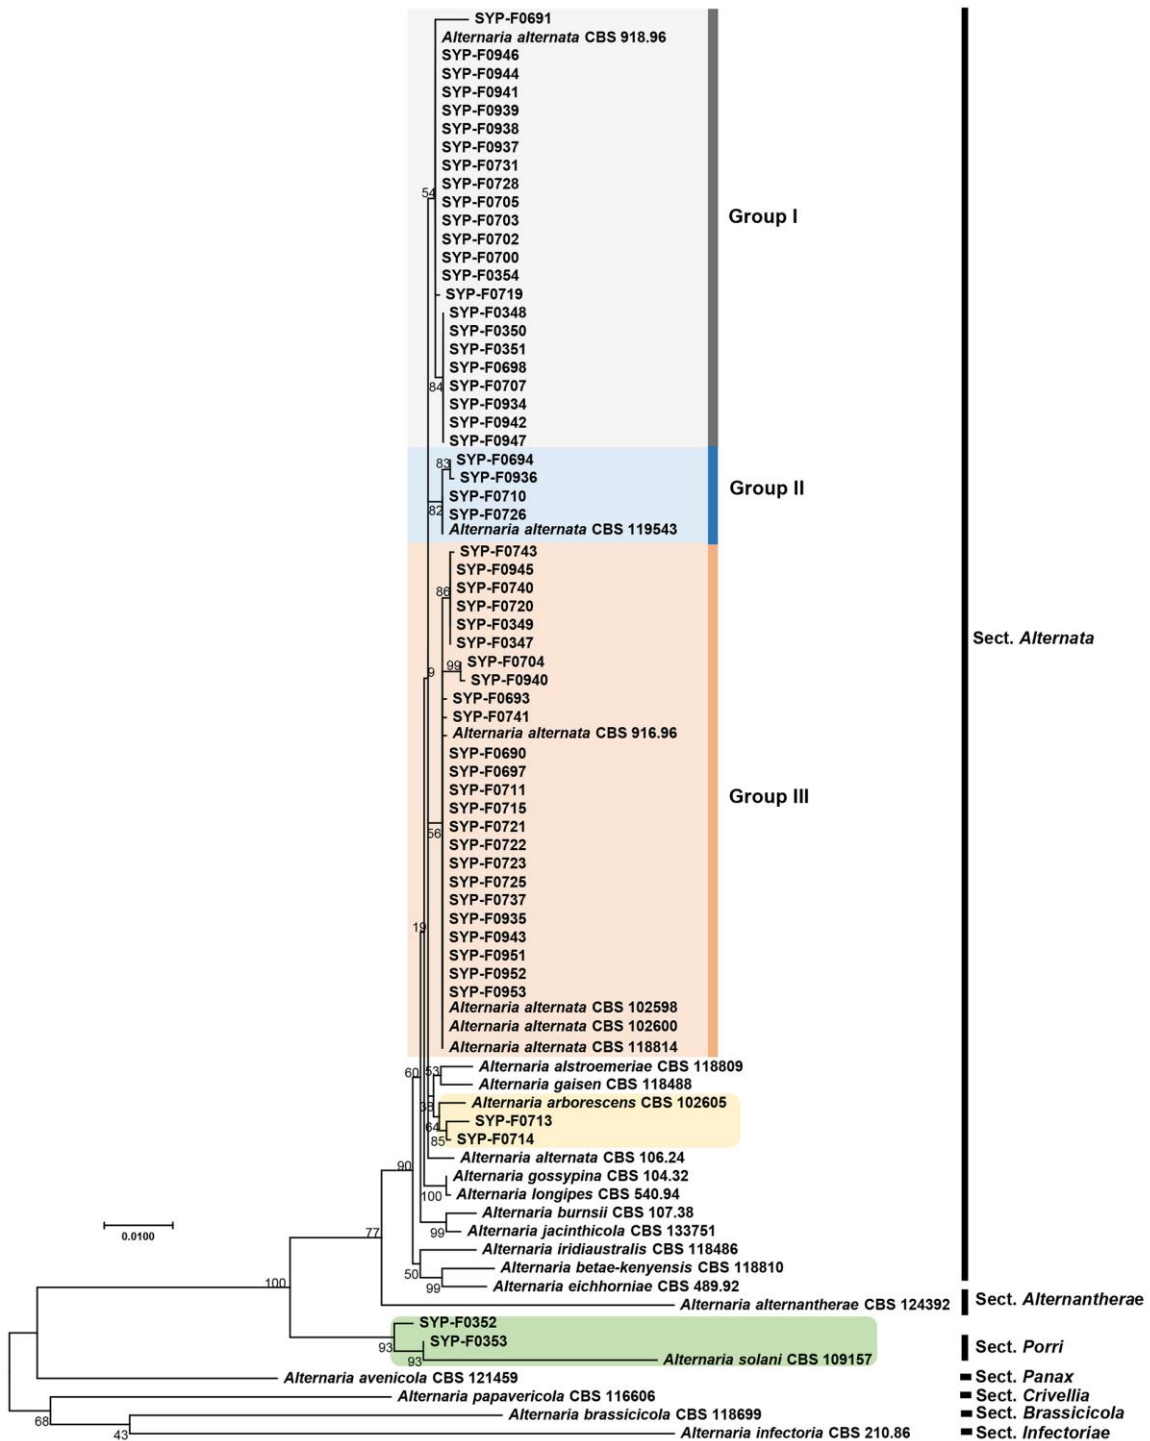 SYP-F0691
Alternaria alternata CBS 918.96
SYP-F0946
SYP-F0944
SYP-F0941
SYP-F0939
SYP-F0938
SYP-F0937
SYP-F0731
SYP-F0728
54
SYP-F0705
SYP-F0703
Group I
SYP-F0702
SYP-F0700
SYP-F0354
SYP-F0719
SYP-F0348
SYP-F0350
SYP-F0351
SYP-F0698
84
SYP-F0707
SYP-F0934
SYP-F0942
SYP-F0947
83
SYP-F0694
SYP-F0936
Group II
SYP-F0710
82
SYP-F0726
Alternaria alternata CBS 119543
SYP-F0743
SYP-F0945
86
SYP-F0740
SYP-F0720
SYP-F0349
SYP-F0347
Sect. Alternata
99
SYP-F0704
9
SYP-F0940
SYP-F0693
SYP-F0741
Alternaria alternata CBS 916.96
SYP-F0690
SYP-F0697
SYP-F0711
Group III
SYP-F0715
SYP-F0721
56
SYP-F0722
SYP-F0723
SYP-F0725
SYP-F0737
SYP-F0935
19
SYP-F0943
SYP-F0951
SYP-F0952
SYP-F0953
Alternaria alternata CBS 102598
Alternaria alternata CBS 102600
Alternaria alternata CBS 118814
60
53
Alternaria alstroemeriae CBS 118809
Alternaria gaisen CBS 118488
38
Alternaria arborescens CBS 102605
64
SYP-F0713
85
SYP-F0714
Alternaria alternata CBS 106.24
90
Alternaria gossypina CBS 104.32
100
Alternaria longipes CBS 540.94
Alternaria burnsii CBS 107.38
99
Alternaria jacinthicola CBS 133751
0.0100
77
Alternaria iridiaustralis CBS 118486
50
Alternaria betae-kenyensis CBS 118810
99
Alternaria eichhorniae CBS 489.92
100
Alternaria alternantherae CBS 124392
Sect. Alternantherae
SYP-F0352
93
SYP-F0353
Sect. Porri
93
Alternaria solani CBS 109157
Alternaria avenicola CBS 121459
Sect. Panax
Alternaria papavericola CBS 116606
Sect. Crivellia
68
Alternaria brassicicola CBS 118699
Sect. Brassicicola
43
Alternaria infectoria CBS 210.86
Sect. Infectoriae